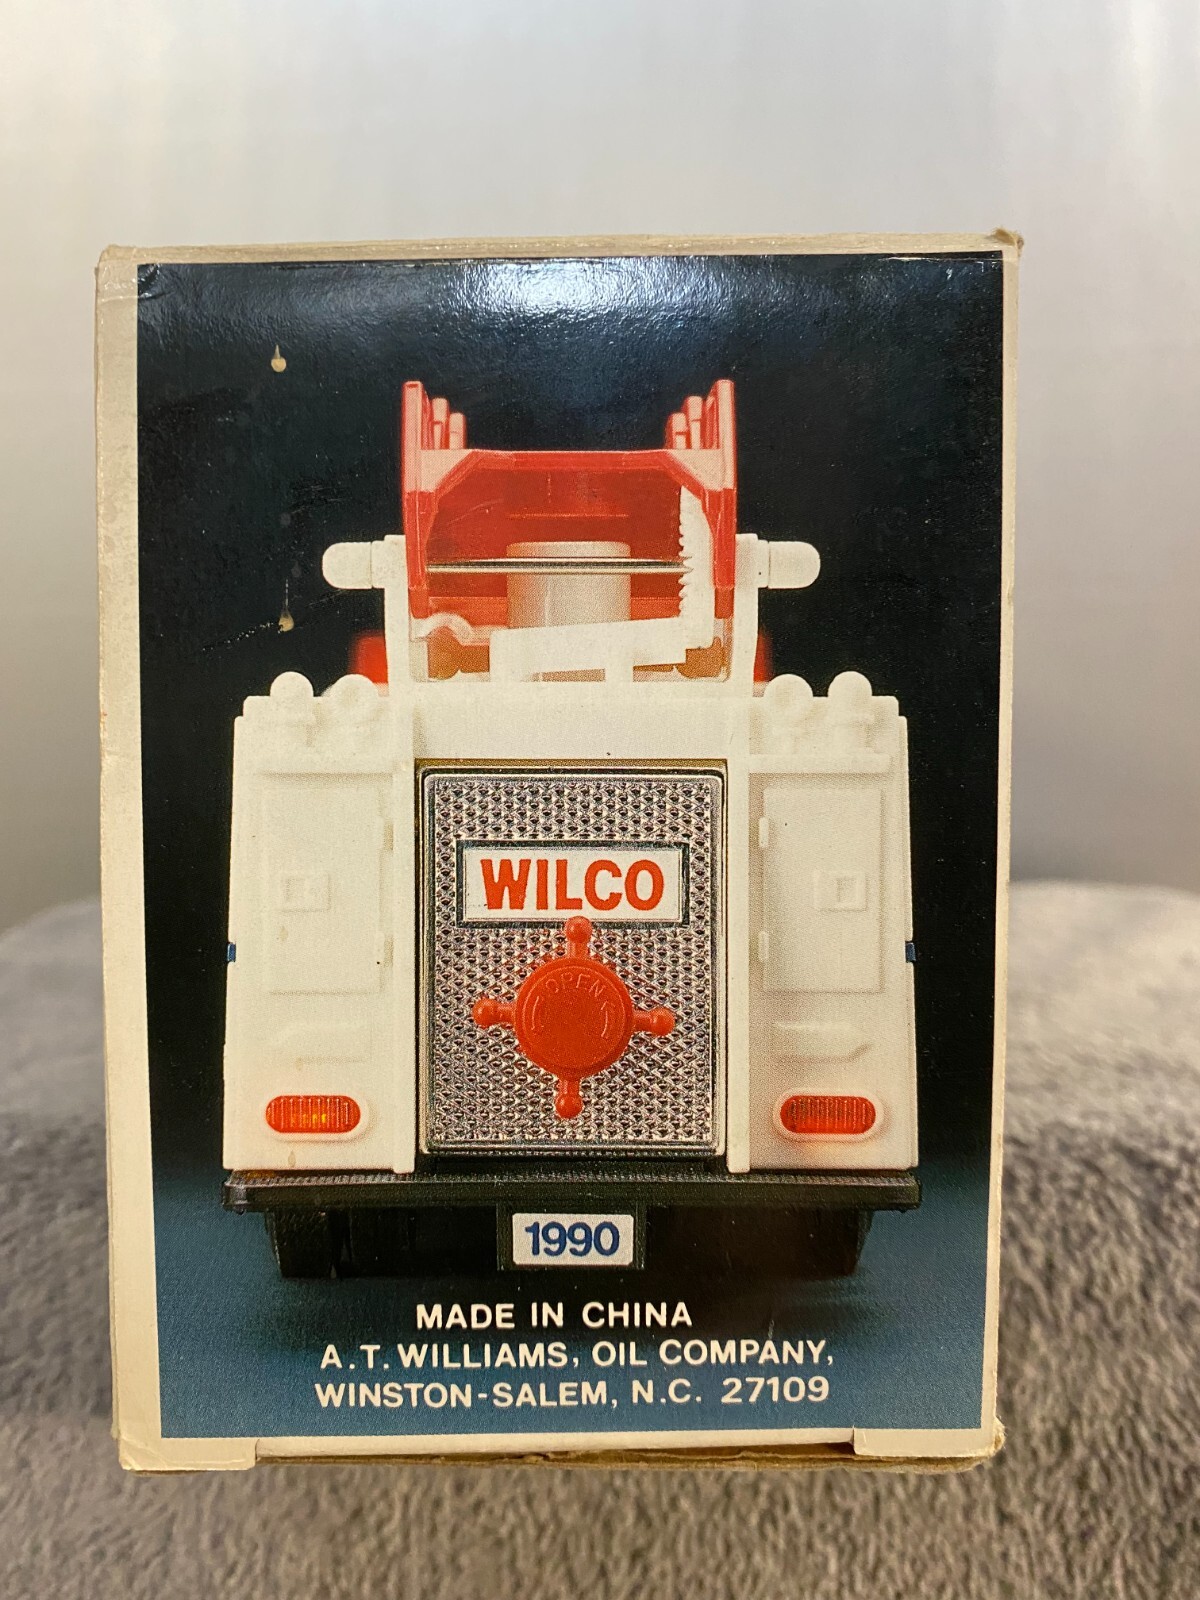 WILCO
OPEN
1990
MADE IN CHINA
A.T. WILLIAMS, OIL COMPANY,
WINSTON-SALEM, N.C. 27109